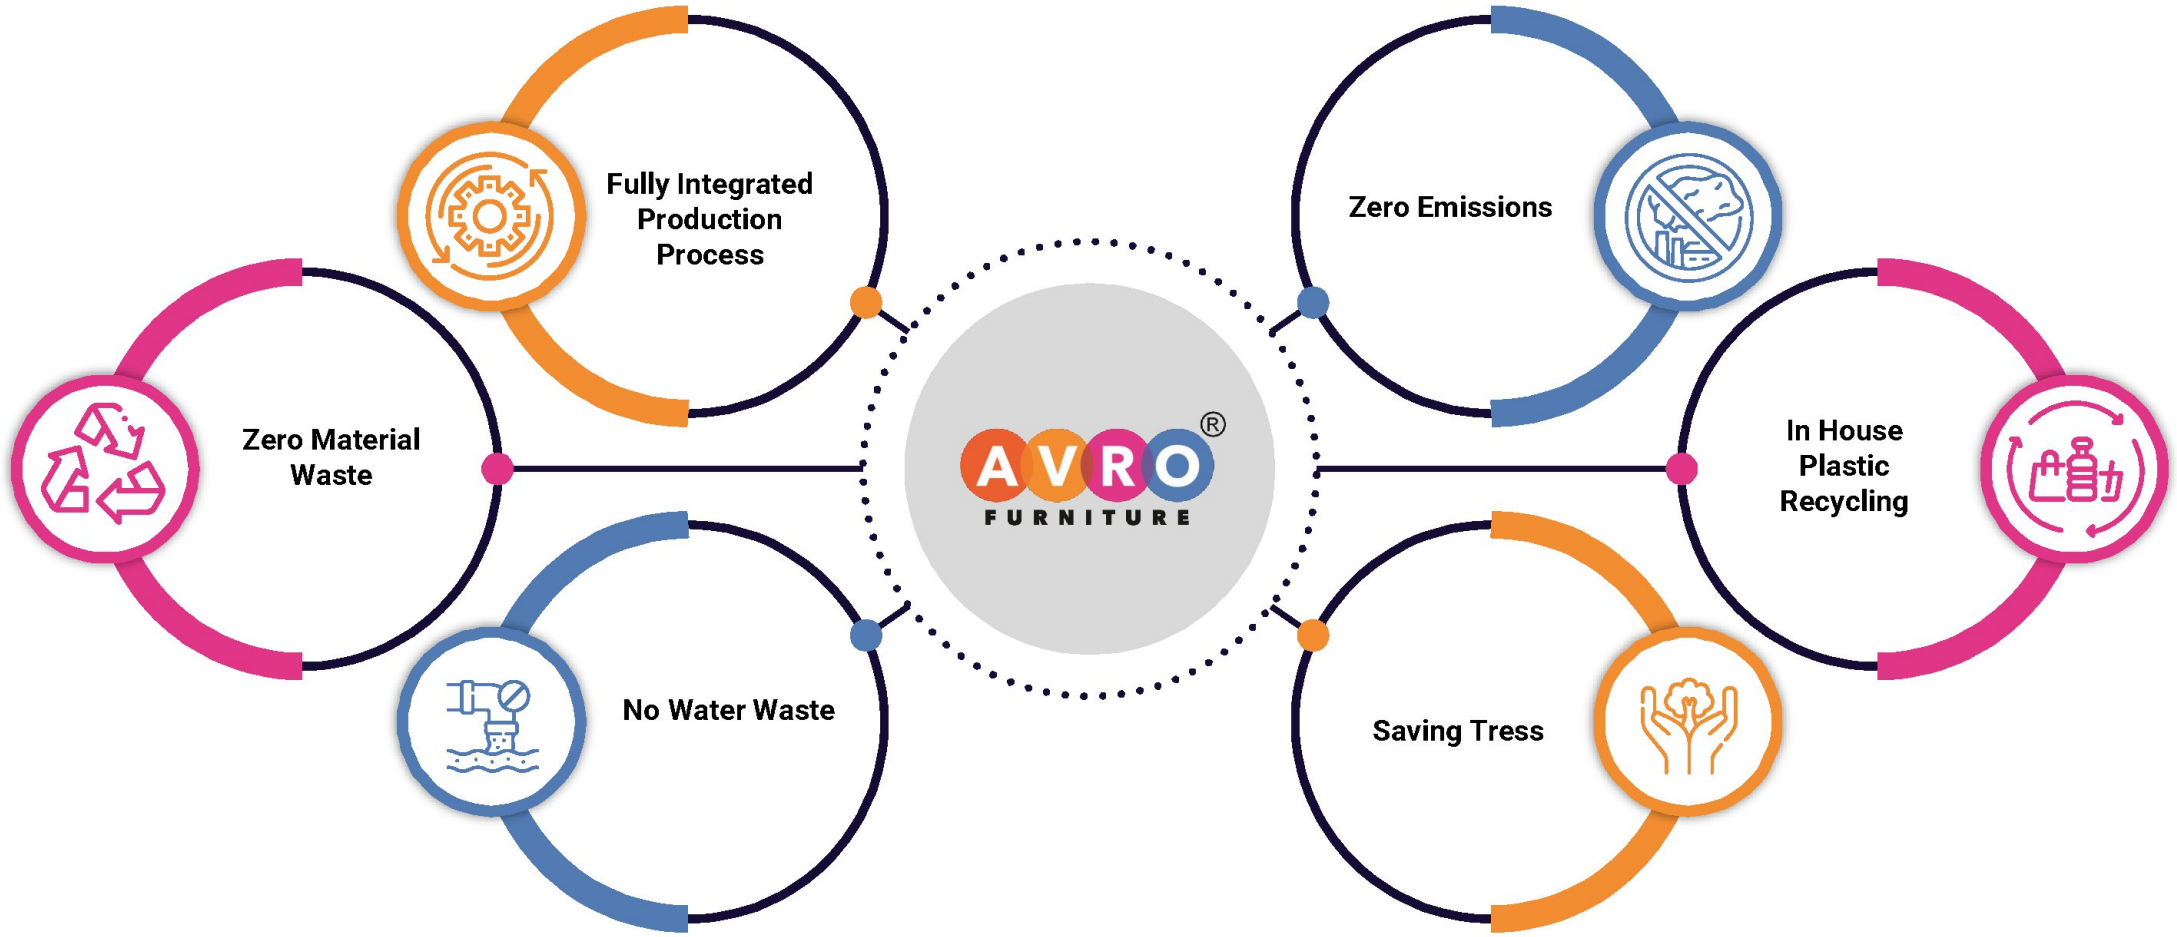 Fully Integrated
Production
Process
Zero Emissions
Zero Material
Waste
AVRO®
FURNITURE
In House
Plastic
Recycling
No Water Waste
Saving Tress